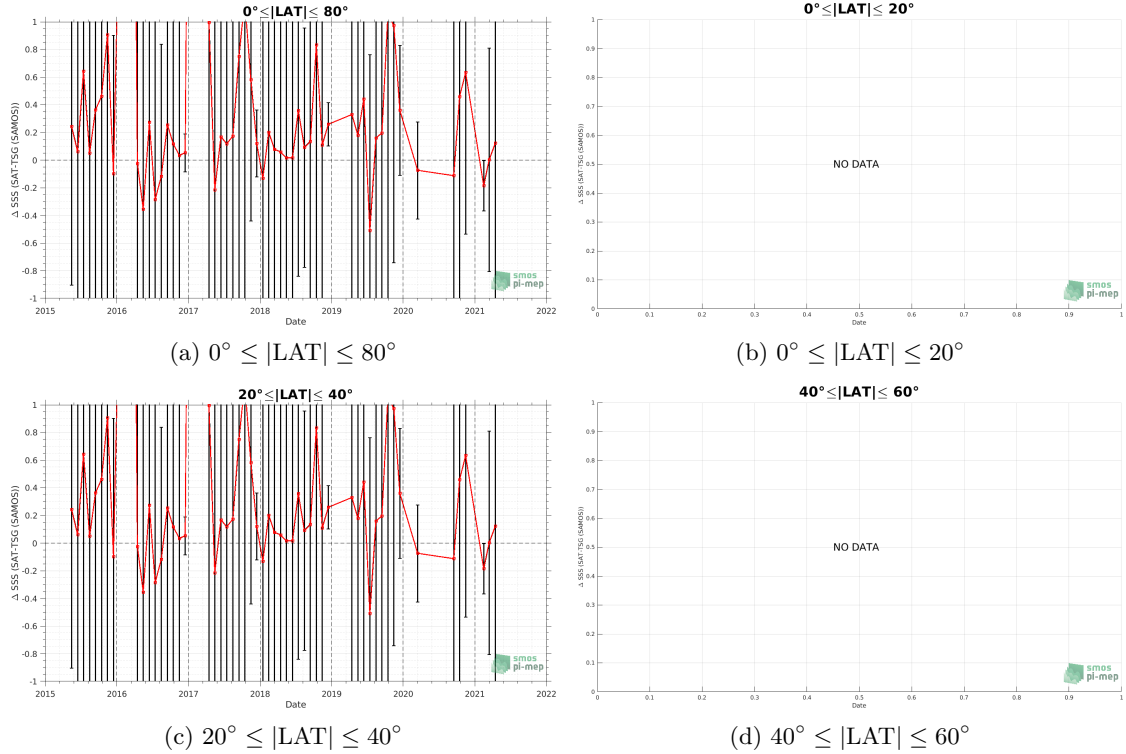 0°≤|LAT|≤ 80°
Δ SSS (SAT-TSG (SAMOS))
1
0.8
0.6
0.4
0.2
0
-0.2
-0.4
-0.6
-0.8
-1
2015 2016 2017 2018 2019 2020 2021 2022
Date
smos
pi-mep
(a) 0° ≤ |LAT| ≤ 80°
0°≤|LAT|≤ 20°
Δ SSS (SAT-TSG (SAMOS))
1
0.9
0.8
0.7
0.6
0.5
0.4
0.3
0.2
0.1
0
NO DATA
0 0.1 0.2 0.3 0.4 0.5 0.6 0.7 0.8 0.9 1
Date
smos
pi-mep
(b) 0° ≤ |LAT| ≤ 20°
20°≤|LAT|≤ 40°
Δ SSS (SAT-TSG (SAMOS))
1
0.8
0.6
0.4
0.2
0
-0.2
-0.4
-0.6
-0.8
-1
2015 2016 2017 2018 2019 2020 2021 2022
Date
smos
pi-mep
(c) 20° ≤ |LAT| ≤ 40°
40°≤|LAT|≤ 60°
Δ SSS (SAT-TSG (SAMOS))
1
0.9
0.8
0.7
0.6
0.5
0.4
0.3
0.2
0.1
0
NO DATA
0 0.1 0.2 0.3 0.4 0.5 0.6 0.7 0.8 0.9 1
Date
smos
pi-mep
(d) 40° ≤ |LAT| ≤ 60°